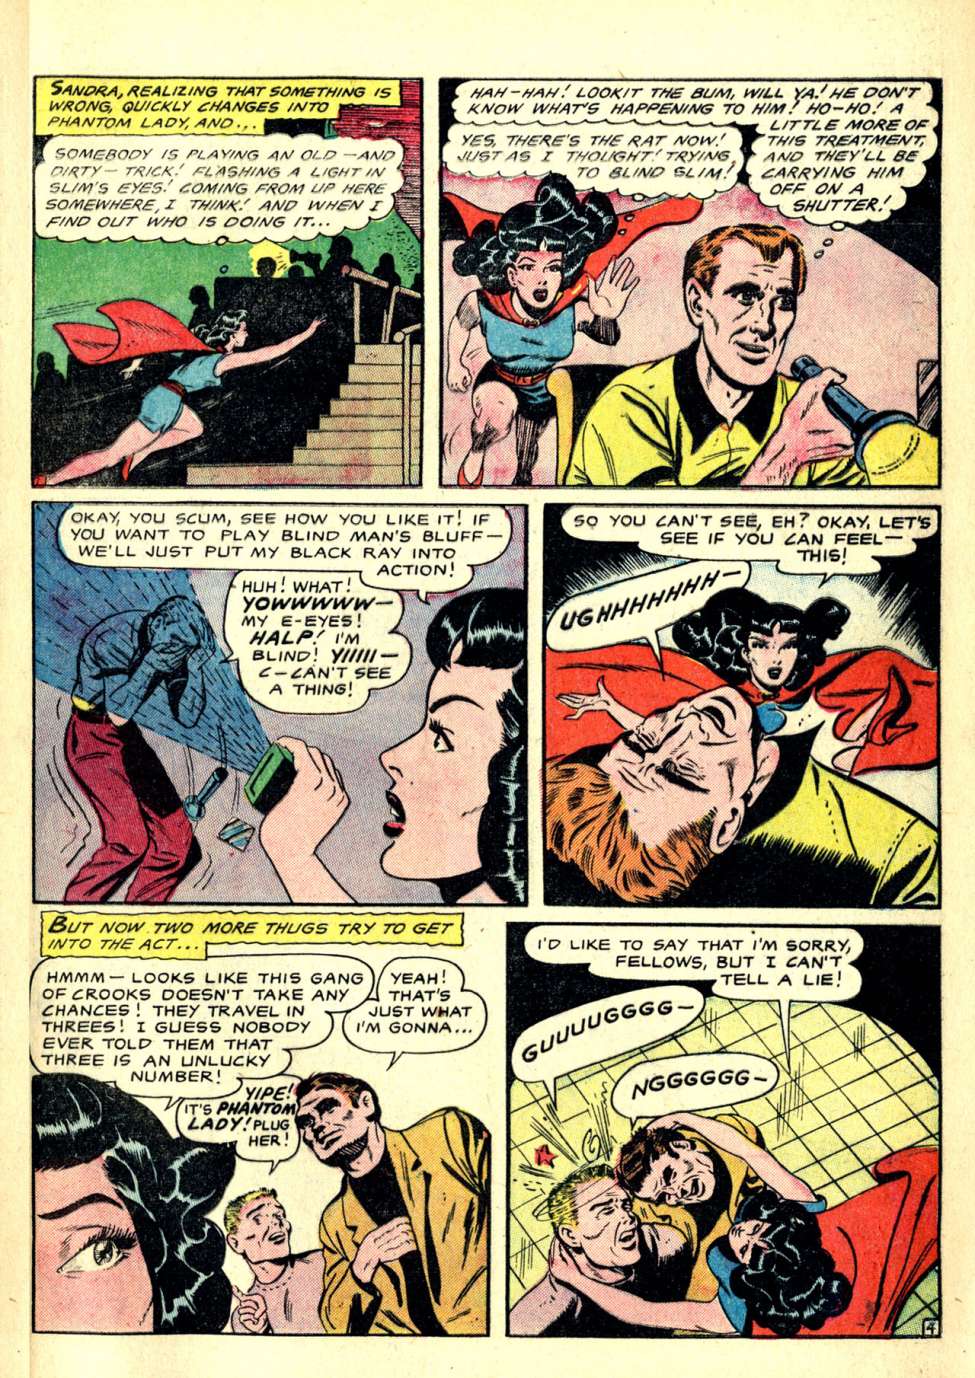 SANDRA, REALIZING THAT SOMETHING IS
WRONG, QUICKLY CHANGES INTO
PHANTOM LADY, AND...
SOMEBODY IS PLAYING AN OLD —AND
DIRTY— TRICK! FLASHING A LIGHT IN
SLIM'S EYES! COMING FROM UP HERE
SOMEWHERE, I THINK! AND WHEN I
FIND OUT WHO IS DOING IT...
HAH-HAH! LOOKIT THE BUM, WILL YA! HE DON'T
KNOW WHAT'S HAPPENING TO HIM! HO-HO! A
LITTLE MORE OF
THIS TREATMENT,
AND THEY'LL BE
CARRYING HIM
OFF ON A
SHUTTER!
YES, THERE'S THE RAT NOW!
JUST AS I THOUGHT! TRYING
TO BLIND SLIM!
OKAY, YOU SCUM, SEE HOW YOU LIKE IT! IF
YOU WANT TO PLAY BLIND MAN'S BLUFF—
WE'LL JUST PUT MY BLACK RAY INTO
ACTION!
HUH! WHAT!
YOWWWWW—
MY E-EYES!
HALP! I'M
BLIND! YIIIII—
C-CAN'T SEE
A THING!
SO YOU CAN'T SEE, EH? OKAY, LET'S
SEE IF YOU CAN FEEL—
THIS!
UGHHHHHHH—
BUT NOW TWO MORE THUGS TRY TO GET
INTO THE ACT...
HMMM— LOOKS LIKE THIS GANG
OF CROOKS DOESN'T TAKE ANY
CHANCES! THEY TRAVEL IN
THREES! I GUESS NOBODY
EVER TOLD THEM THAT
THREE IS AN UNLUCKY
NUMBER!
YIPE!
IT'S PHANTOM
LADY! PLUG
HER!
YEAH!
THAT'S
JUST WHAT
I'M GONNA...
I'D LIKE TO SAY THAT I'M SORRY,
FELLOWS, BUT I CAN'T
TELL A LIE!
GUUUUGGGG—
NGGGGGG—
4